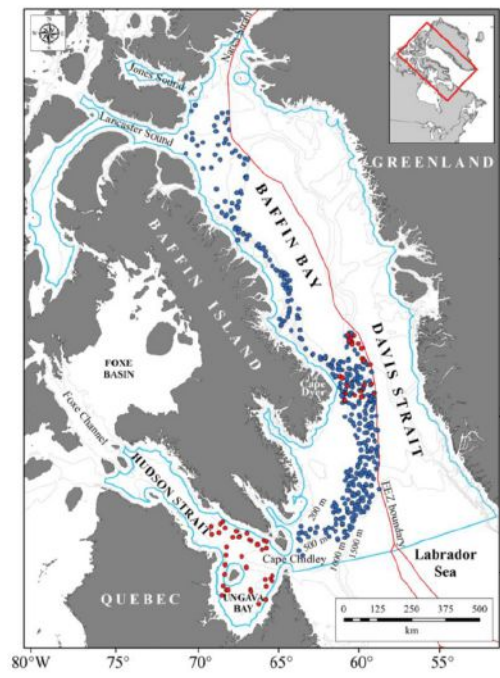 Nares Strait
Jones Sound
Lancaster Sound
GREENLAND
BAFFIN BAY
BAFFIN ISLAND
DAVIS STRAIT
FOXE
BASIN
Cape
Dyer
Foxe Channel
HUDSON STRAIT
200 m
500 m
1000 m
1500 m
EEZ boundary
Cape Chidley
Labrador
Sea
QUEBEC
UNGAVA
BAY
0 125 250 375 500
km
80°W 75° 70° 65° 60° 55°